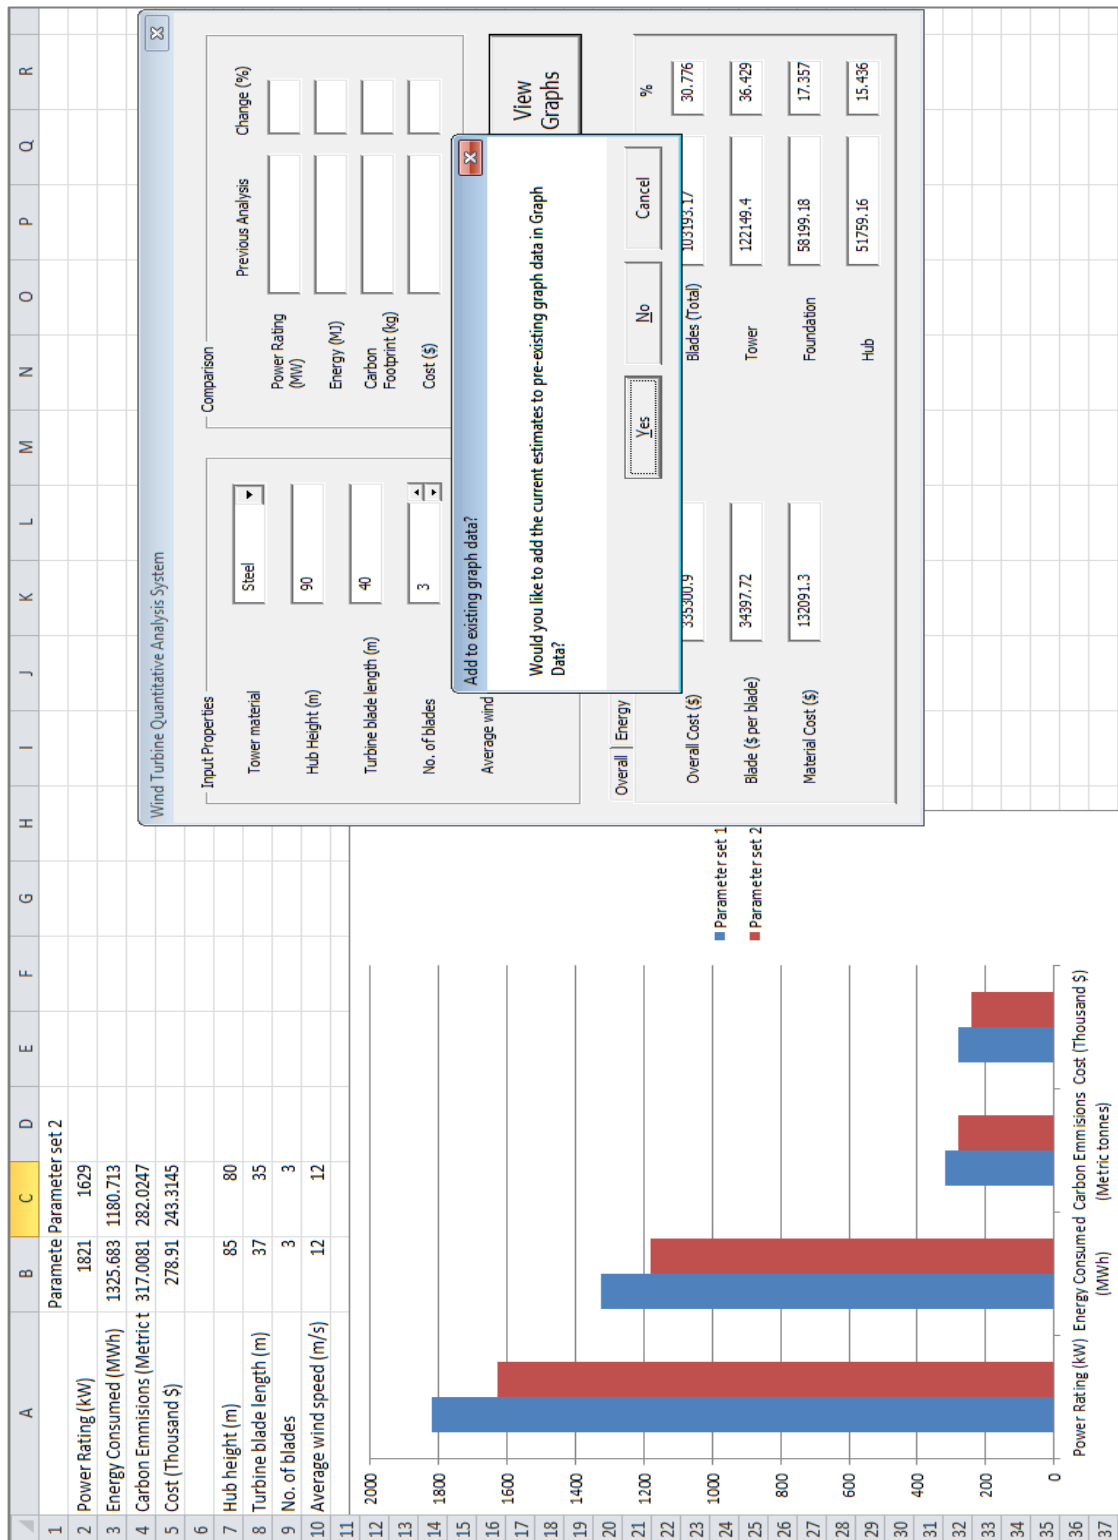 A B C D E F G H I J K L M N O P Q R
1 Paramete Parameter set 2
2 Power Rating (kW) 1821 1629
3 Energy Consumed (MWh) 1325.683 1180.713
4 Carbon Emmisions (Metric t 317.0081 282.0247
5 Cost (Thousand $) 278.91 243.3145
6
7 Hub height (m) 85 80
8 Turbine blade length (m) 37 35
9 No. of blades 3 3
10 Average wind speed (m/s) 12 12
11
12
13
14
15
16
17
18
19
20
21
22
23
24
25
26
27
28
29
30
31
32
33
34
35
36
37
2000
1800
1600
1400
1200
1000
800
600
400
200
0
Power Rating (kW) Energy Consumed Carbon Emmisions Cost (Thousand $)
(MWh) (Metric tonnes)
Parameter set 1
Parameter set 2
Wind Turbine Quantitative Analysis System
Input Properties
Tower material Steel
Hub Height (m) 90
Turbine blade length (m) 40
No. of blades 3
Average wind
Comparison
Previous Analysis Change (%)
Power Rating
(MW)
Energy (MJ)
Carbon
Footprint (kg)
Cost ($)
View
Graphs
Add to existing graph data?
Would you like to add the current estimates to pre-existing graph data in Graph
Data?
Yes No Cancel
Overall Energy
%
Overall Cost ($) 335300.9 Blades (Total) 103193.17 30.776
Blade ($ per blade) 34397.72 Tower 122149.4 36.429
Material Cost ($) 132091.3 Foundation 58199.18 17.357
Hub 51759.16 15.436